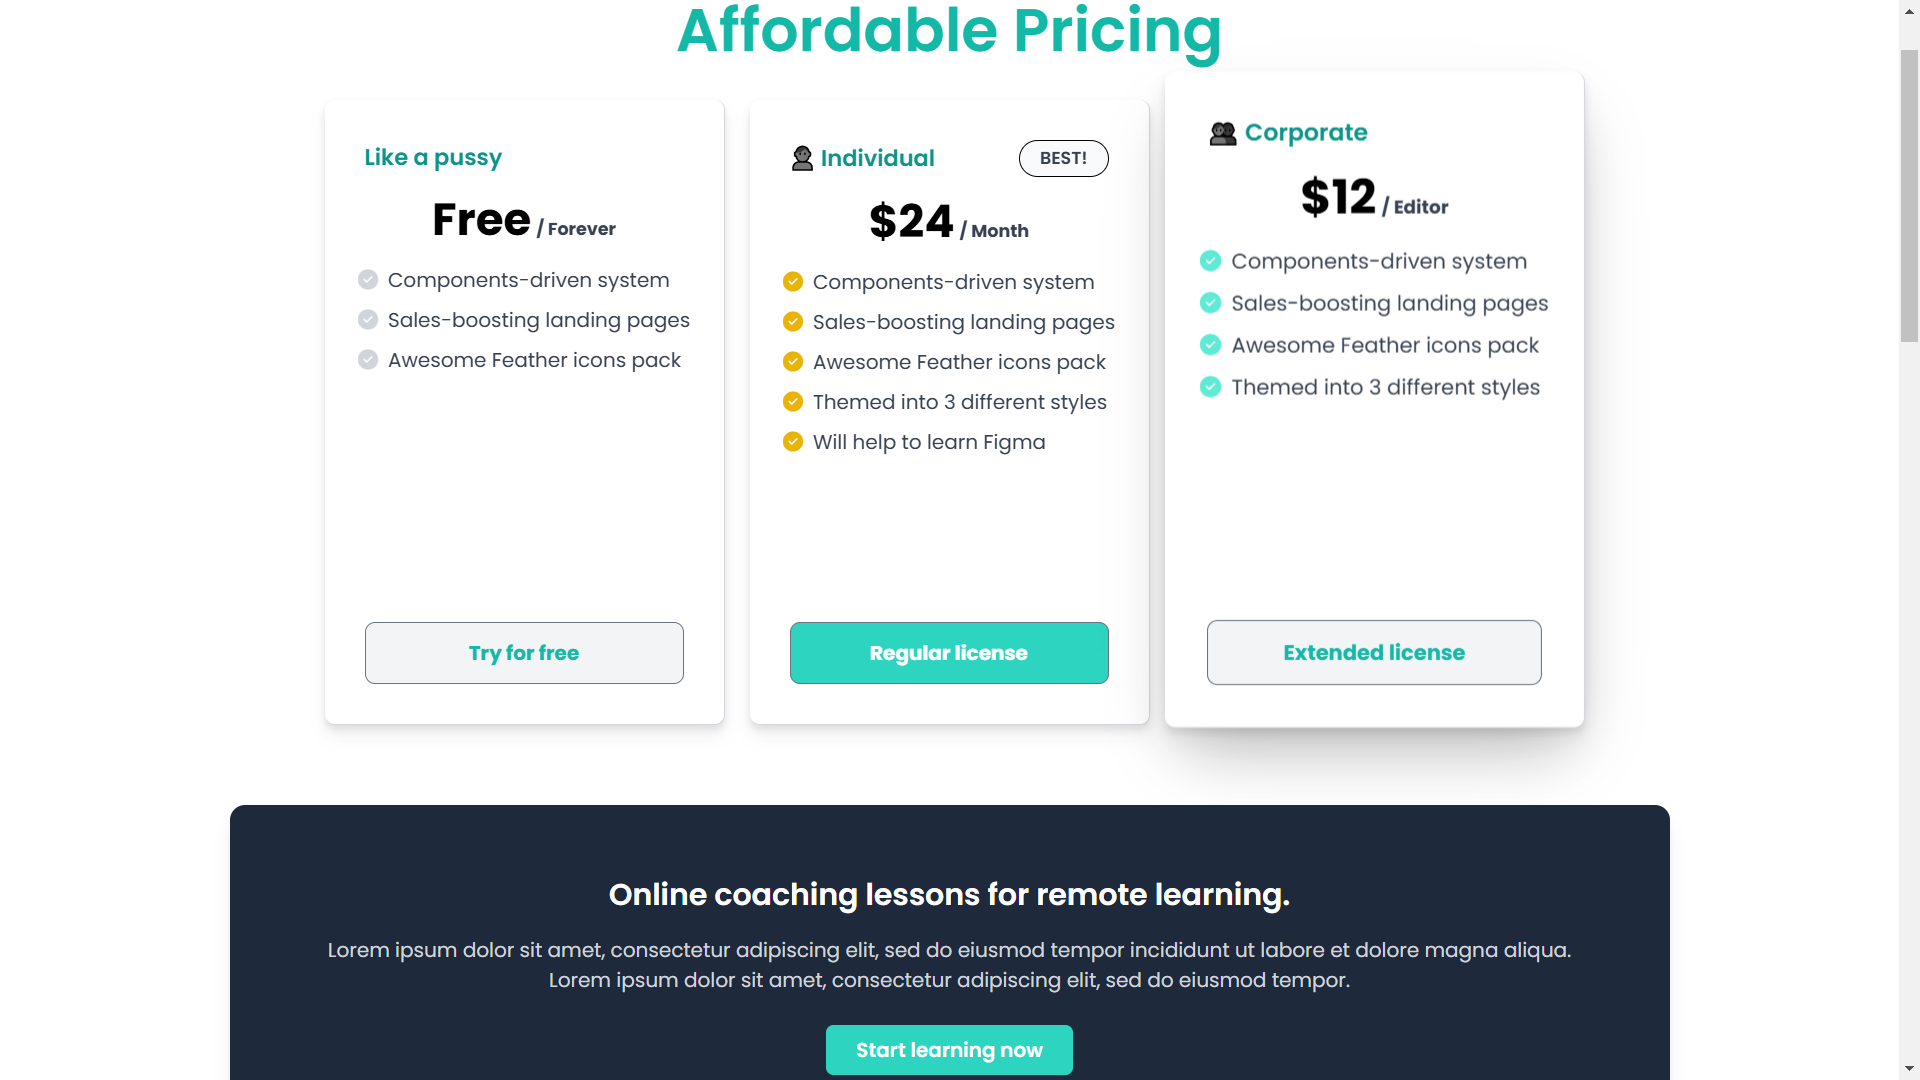 Affordable Pricing
Like a pussy
Free / Forever
Components-driven system
Sales-boosting landing pages
Awesome Feather icons pack
Try for free
Individual
BEST!
$24 / Month
Components-driven system
Sales-boosting landing pages
Awesome Feather icons pack
Themed into 3 different styles
Will help to learn Figma
Regular license
Corporate
$12 / Editor
Components-driven system
Sales-boosting landing pages
Awesome Feather icons pack
Themed into 3 different styles
Extended license
Online coaching lessons for remote learning.
Lorem ipsum dolor sit amet, consectetur adipiscing elit, sed do eiusmod tempor incididunt ut labore et dolore magna aliqua.
Lorem ipsum dolor sit amet, consectetur adipiscing elit, sed do eiusmod tempor.
Start learning now